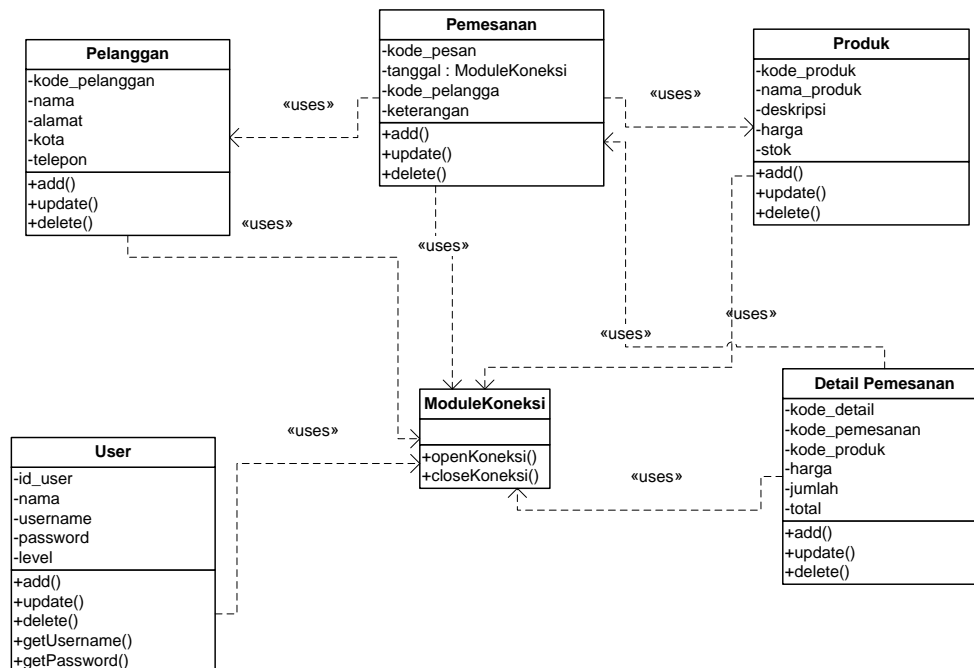 Pelanggan
-kode_pelanggan
-nama
-alamat
-kota
-telepon
+add()
+update()
+delete()
«uses»
Pemesanan
-kode_pesan
-tanggal : ModuleKoneksi
-kode_pelangga
-keterangan
+add()
+update()
+delete()
«uses»
Produk
-kode_produk
-nama_produk
-deskripsi
-harga
-stok
+add()
+update()
+delete()
«uses»
«uses»
«uses»
«uses»
ModuleKoneksi
+openKoneksi()
+closeKoneksi()
Detail Pemesanan
-kode_detail
-kode_pemesanan
-kode_produk
-harga
-jumlah
-total
+add()
+update()
+delete()
«uses»
«uses»
User
-id_user
-nama
-username
-password
-level
+add()
+update()
+delete()
+getUsername()
+getPassword()